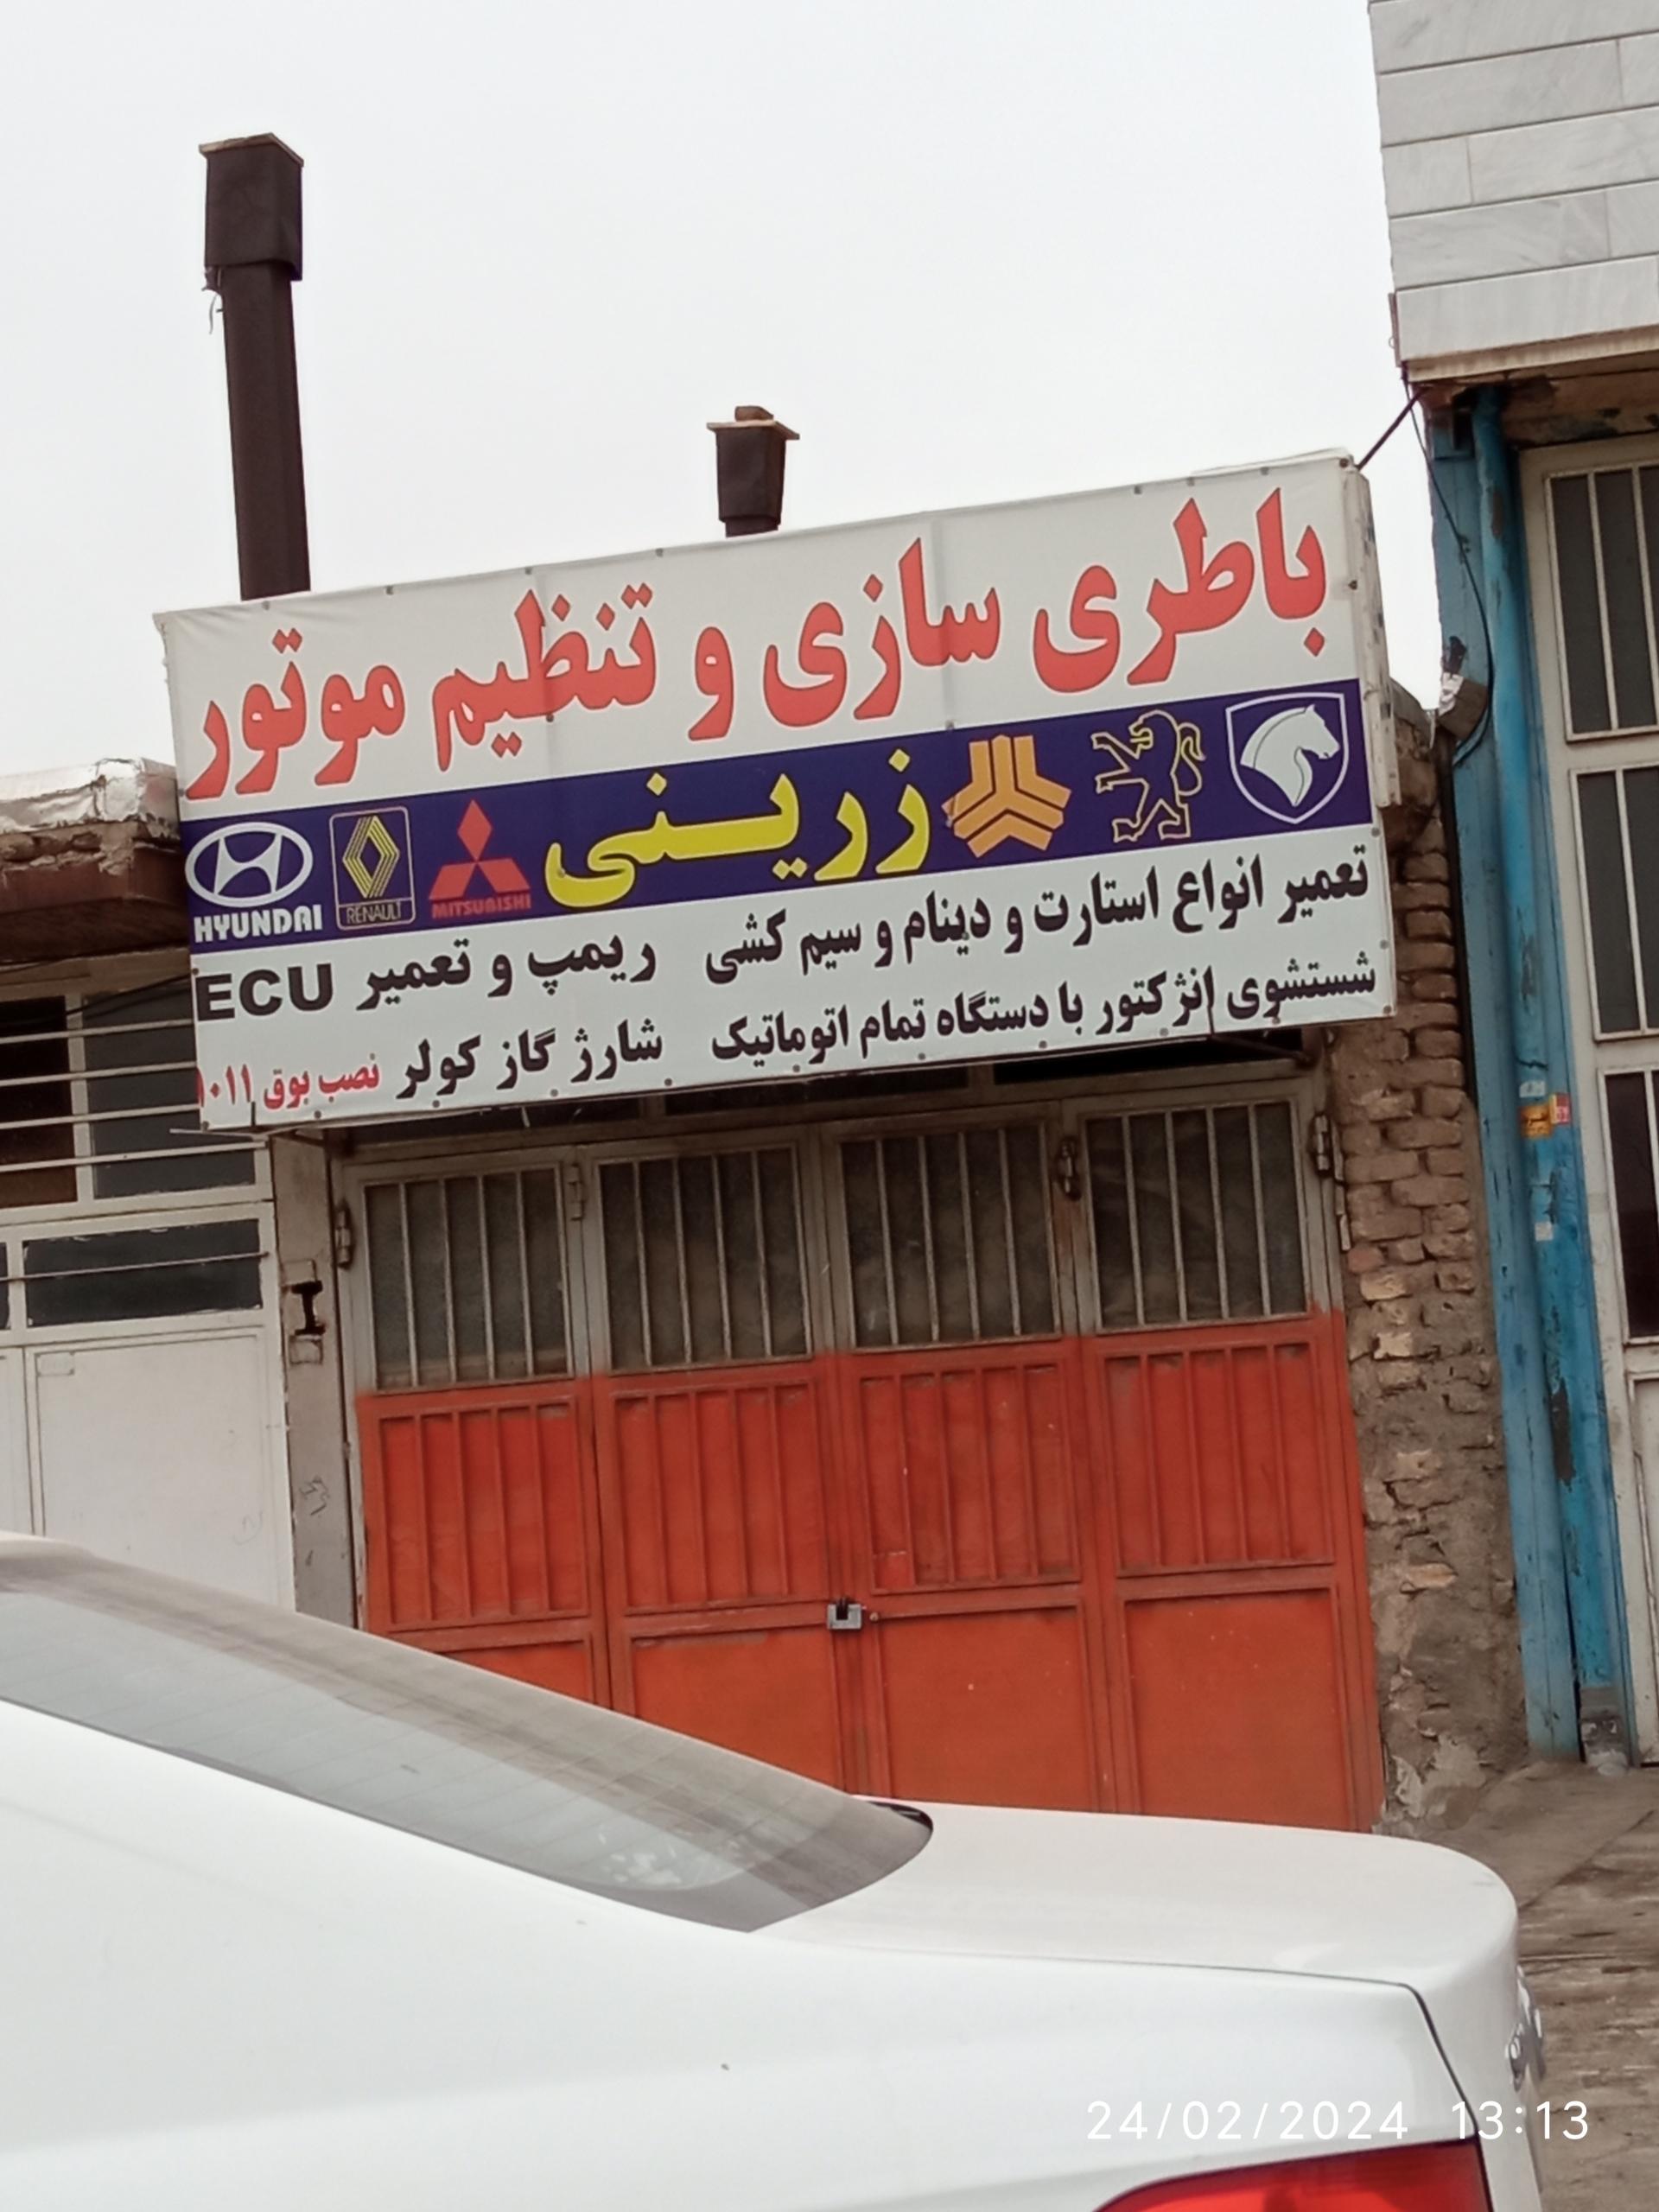 باطری سازی و تنظیم موتور
زرینی
MITSUBISHI
RENAULT
HYUNDAI
تعمیر انواع استارت و دینام و سیم کشی ریمپ و تعمیر ECU
شستشوی انژکتور با دستگاه تمام اتوماتیک شارژ گاز کولر نصب بوق ۱۰۱۱
24/02/2024 13:13